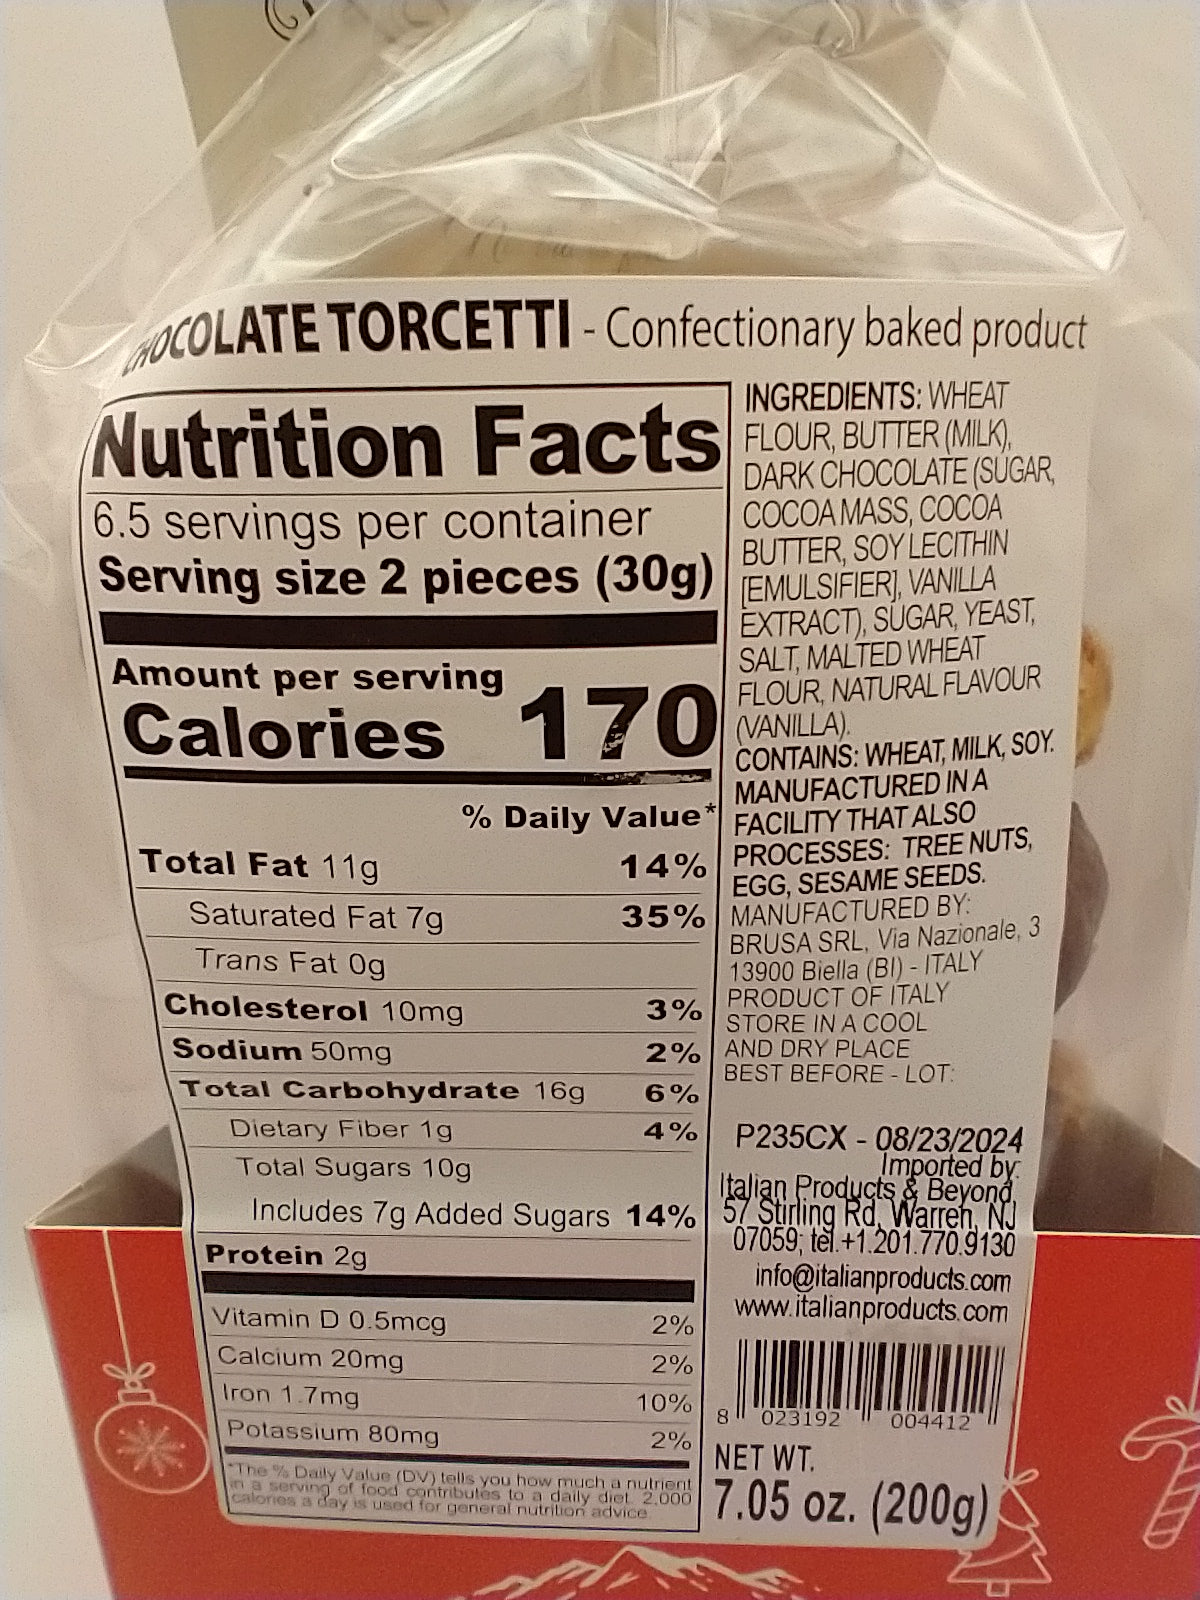 CHOCOLATE TORCETTI - Confectionary baked product
Nutrition Facts
6.5 servings per container
Serving size 2 pieces (30g)
Amount per serving
Calories 170
% Daily Value*
Total Fat 11g 14%
Saturated Fat 7g 35%
Trans Fat 0g
Cholesterol 10mg 3%
Sodium 50mg 2%
Total Carbohydrate 16g 6%
Dietary Fiber 1g 4%
Total Sugars 10g
Includes 7g Added Sugars 14%
Protein 2g
Vitamin D 0.5mcg 2%
Calcium 20mg 2%
Iron 1.7mg 10%
Potassium 80mg 2%
*The % Daily Value (DV) tells you how much a nutrient
in a serving of food contributes to a daily diet. 2,000
calories a day is used for general nutrition advice.
INGREDIENTS: WHEAT
FLOUR, BUTTER (MILK),
DARK CHOCOLATE (SUGAR,
COCOA MASS, COCOA
BUTTER, SOY LECITHIN
[EMULSIFIER], VANILLA
EXTRACT), SUGAR, YEAST,
SALT, MALTED WHEAT
FLOUR, NATURAL FLAVOUR
(VANILLA).
CONTAINS: WHEAT, MILK, SOY.
MANUFACTURED IN A
FACILITY THAT ALSO
PROCESSES: TREE NUTS,
EGG, SESAME SEEDS.
MANUFACTURED BY:
BRUSA SRL, Via Nazionale, 3
13900 Biella (BI) - ITALY
PRODUCT OF ITALY
STORE IN A COOL
AND DRY PLACE
BEST BEFORE - LOT:
P235CX - 08/23/2024
Imported by:
Italian Products & Beyond,
57 Stirling Rd, Warren, NJ
07059; tel.+1.201.770.9130
info@italianproducts.com
www.italianproducts.com
8 023192 004412
NET WT.
7.05 oz. (200g)